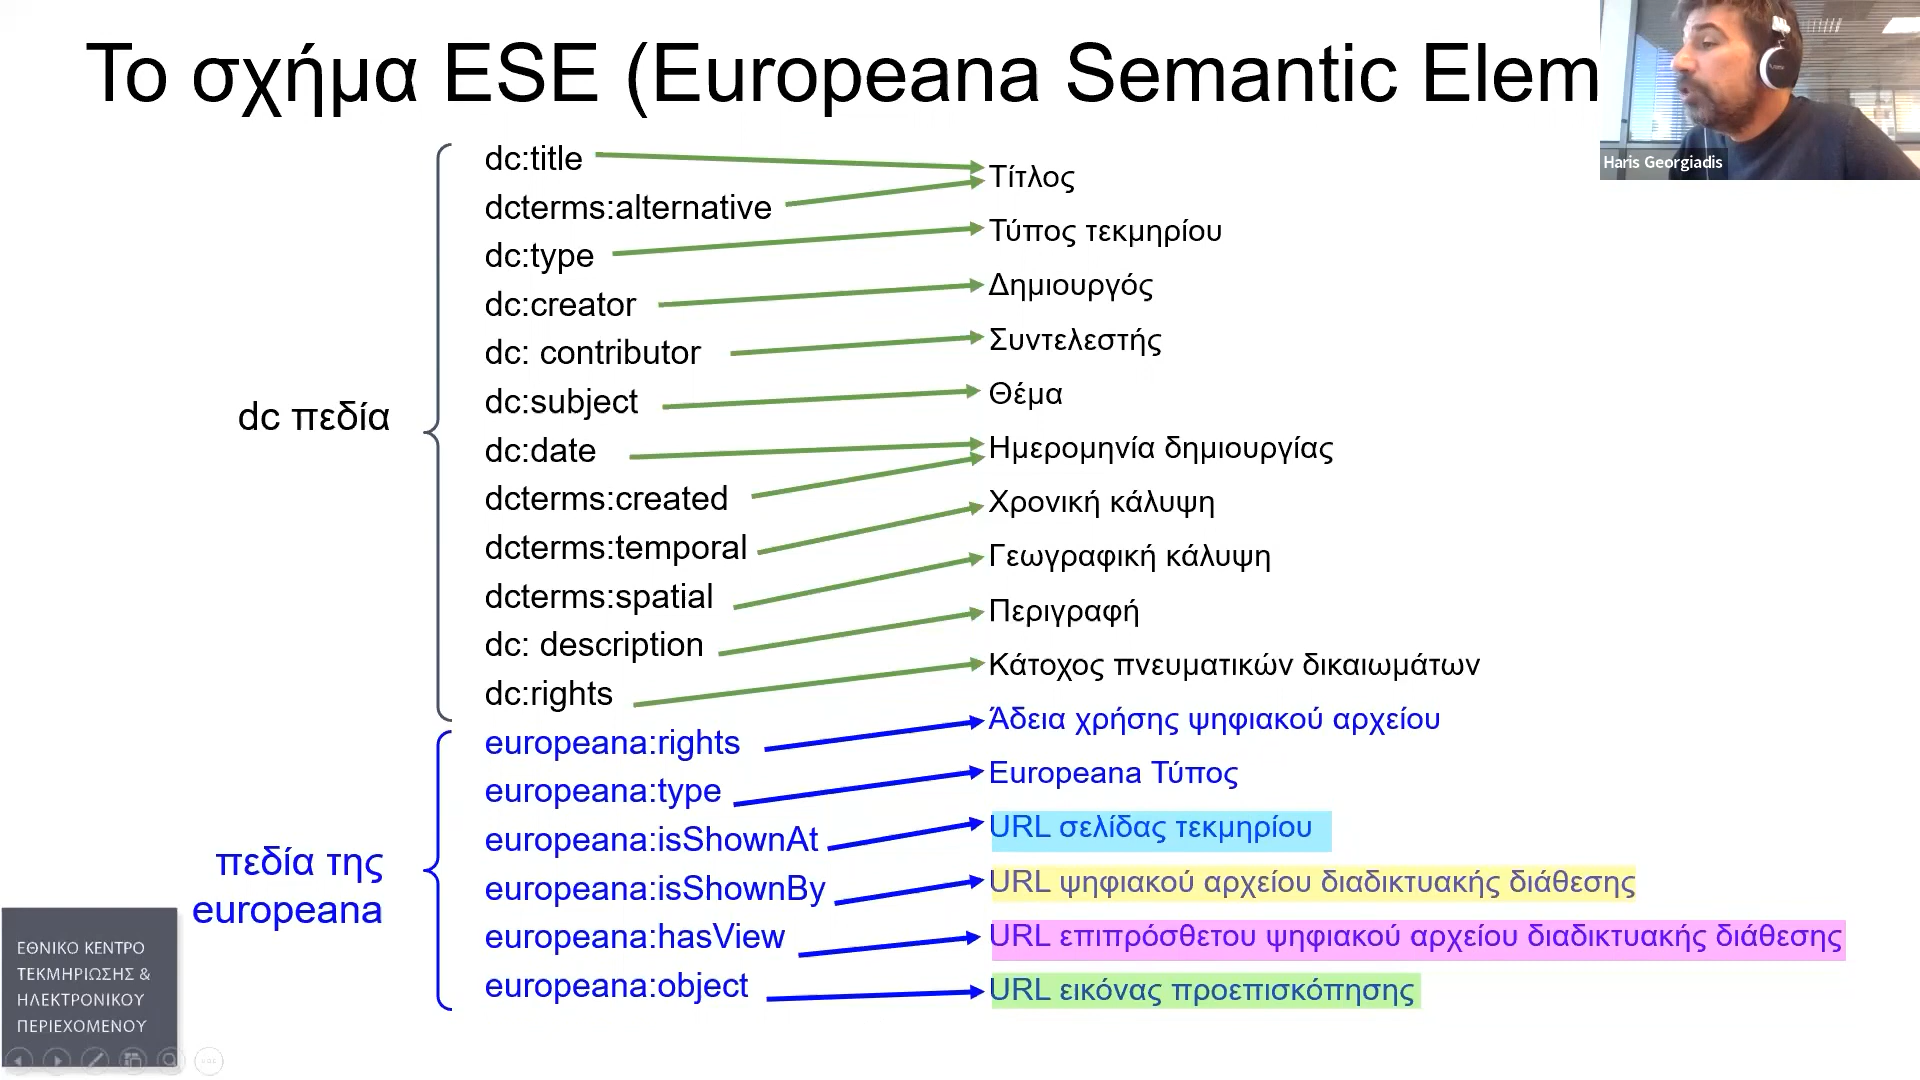 Το σχήμα ESE (Europeana Semantic Elem
Haris Georgiadis
dc πεδία
dc:title
dcterms:alternative
dc:type
dc:creator
dc: contributor
dc:subject
dc:date
dcterms:created
dcterms:temporal
dcterms:spatial
dc: description
dc:rights
Τίτλος
Τύπος τεκμηρίου
Δημιουργός
Συντελεστής
Θέμα
Ημερομηνία δημιουργίας
Χρονική κάλυψη
Γεωγραφική κάλυψη
Περιγραφή
Κάτοχος πνευματικών δικαιωμάτων
πεδία της
europeana
europeana:rights
europeana:type
europeana:isShownAt
europeana:isShownBy
europeana:hasView
europeana:object
Άδεια χρήσης ψηφιακού αρχείου
Europeana Τύπος
URL σελίδας τεκμηρίου
URL ψηφιακού αρχείου διαδικτυακής διάθεσης
URL επιπρόσθετου ψηφιακού αρχείου διαδικτυακής διάθεσης
URL εικόνας προεπισκόπησης
ΕΘΝΙΚΟ ΚΕΝΤΡΟ
ΤΕΚΜΗΡΙΩΣΗΣ &
ΗΛΕΚΤΡΟΝΙΚΟΥ
ΠΕΡΙΕΧΟΜΕΝΟΥ